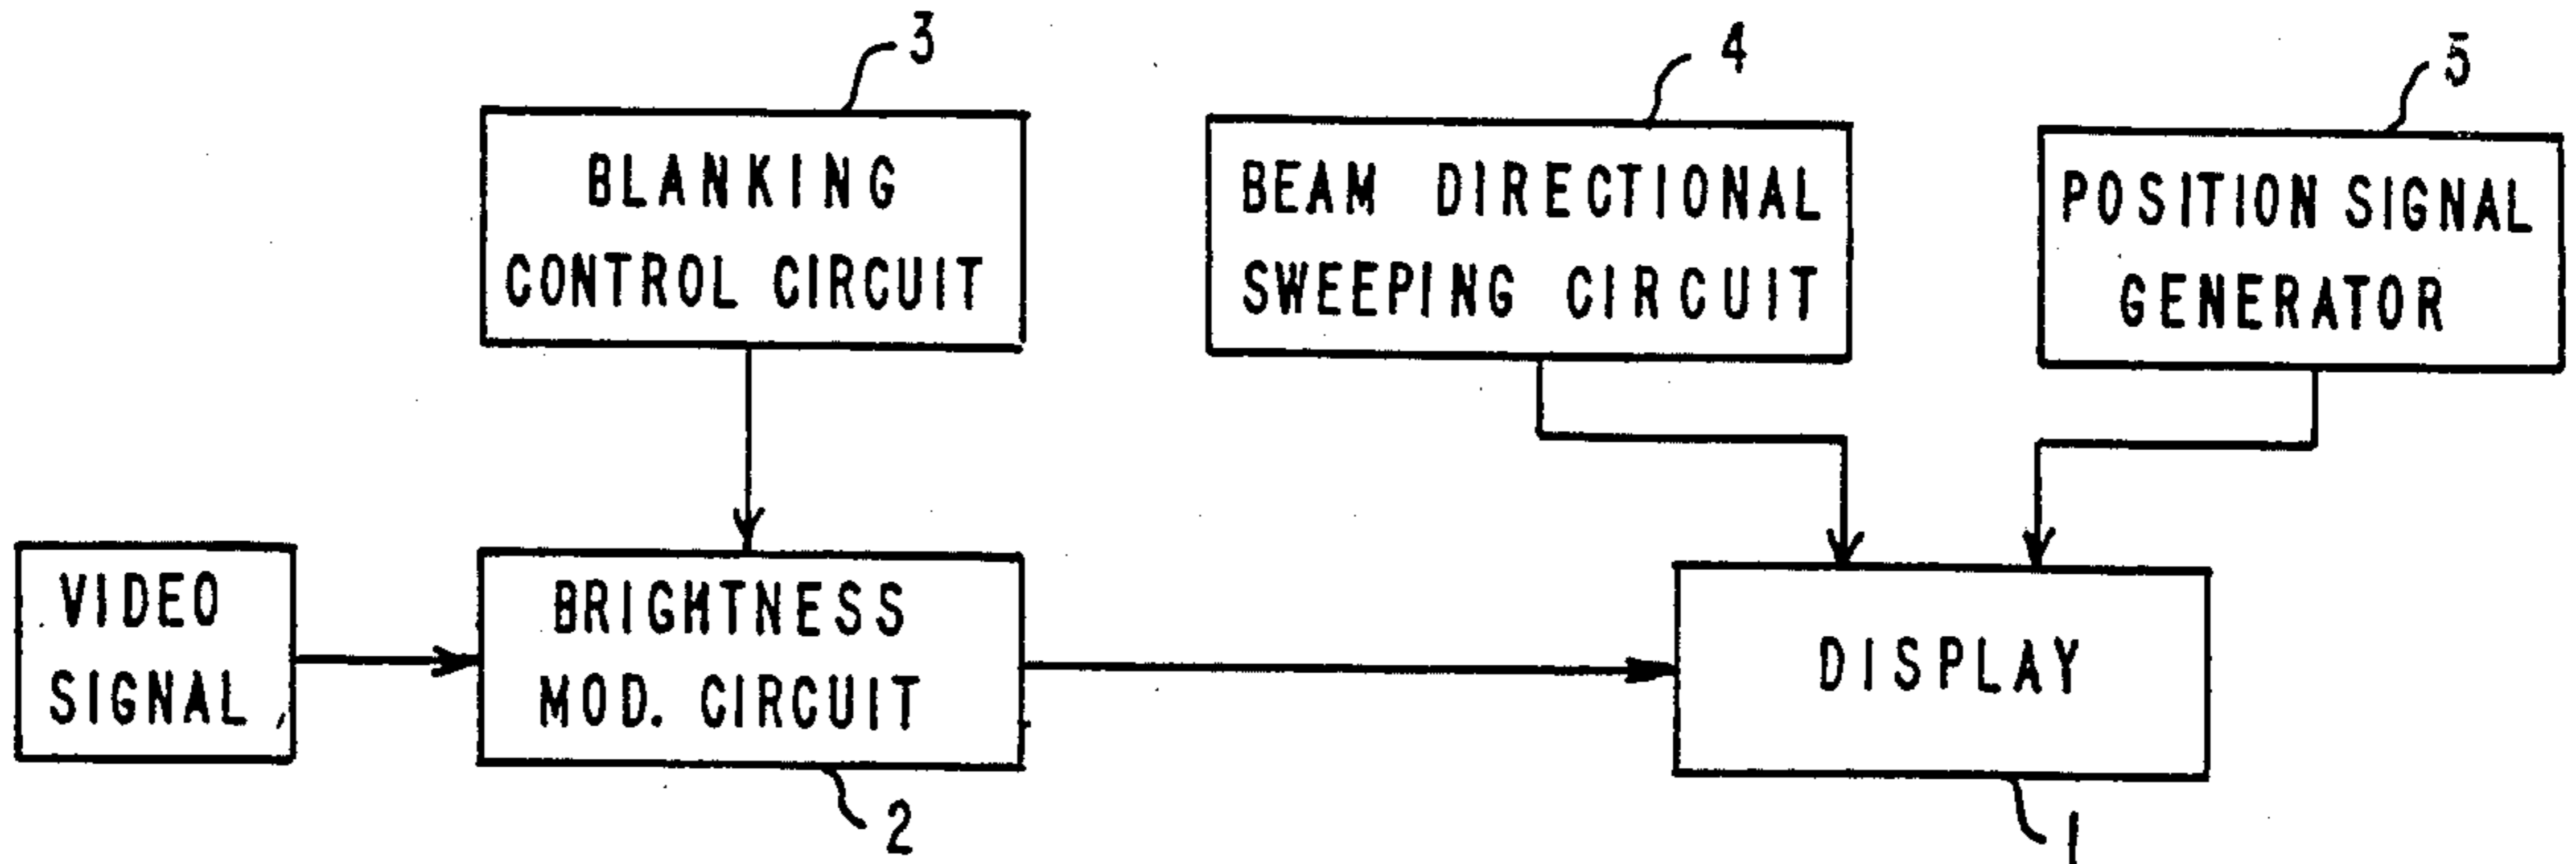 3
4
5
BLANKING
CONTROL CIRCUIT
BEAM DIRECTIONAL
SWEEPING CIRCUIT
POSITION SIGNAL
GENERATOR
VIDEO
SIGNAL
BRIGHTNESS
MOD. CIRCUIT
DISPLAY
2
1